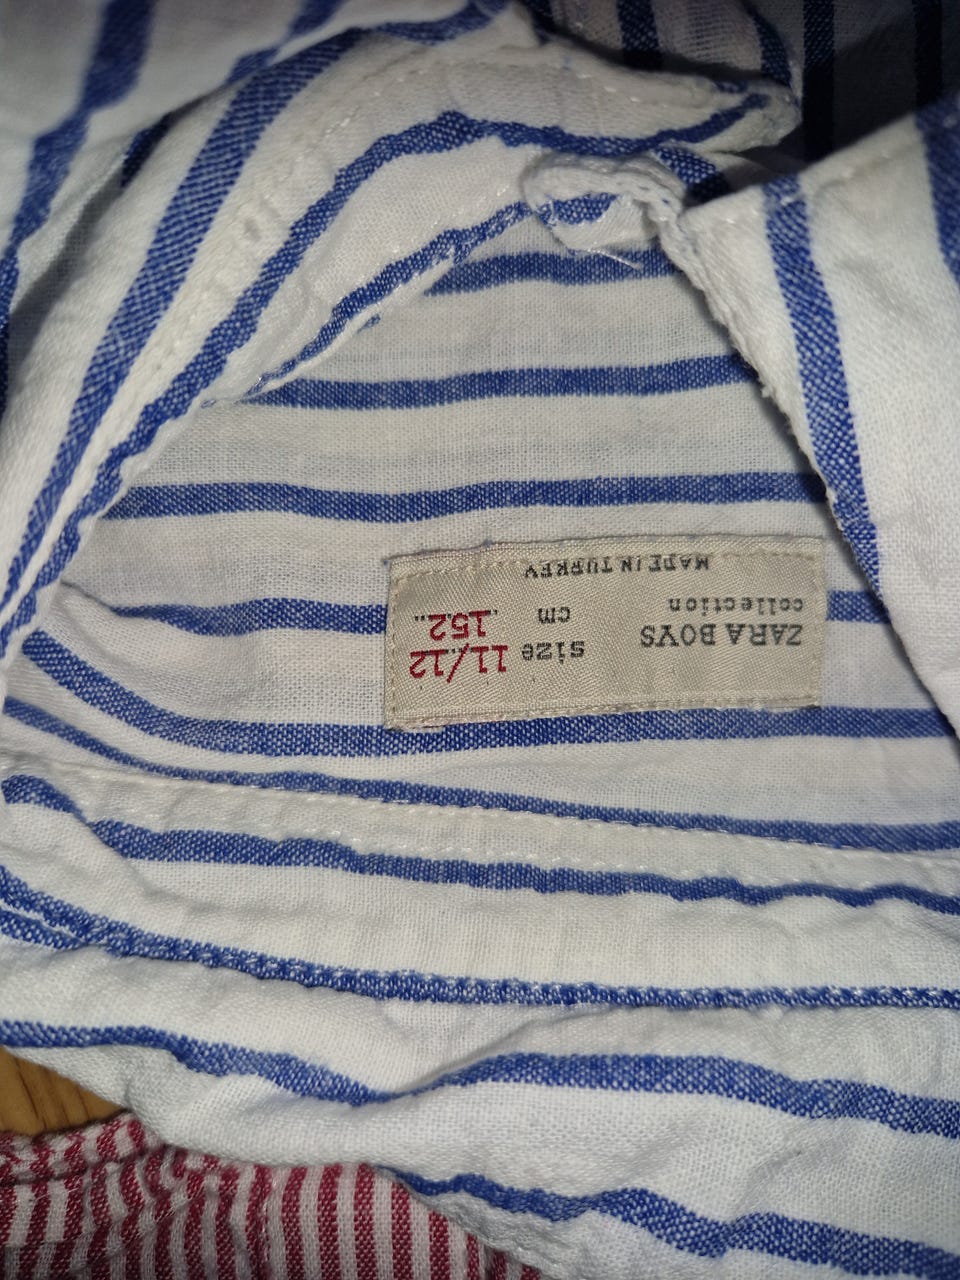 ZARA BOYS
collection
size
11/12
cm
152..
MADE IN TURKEY